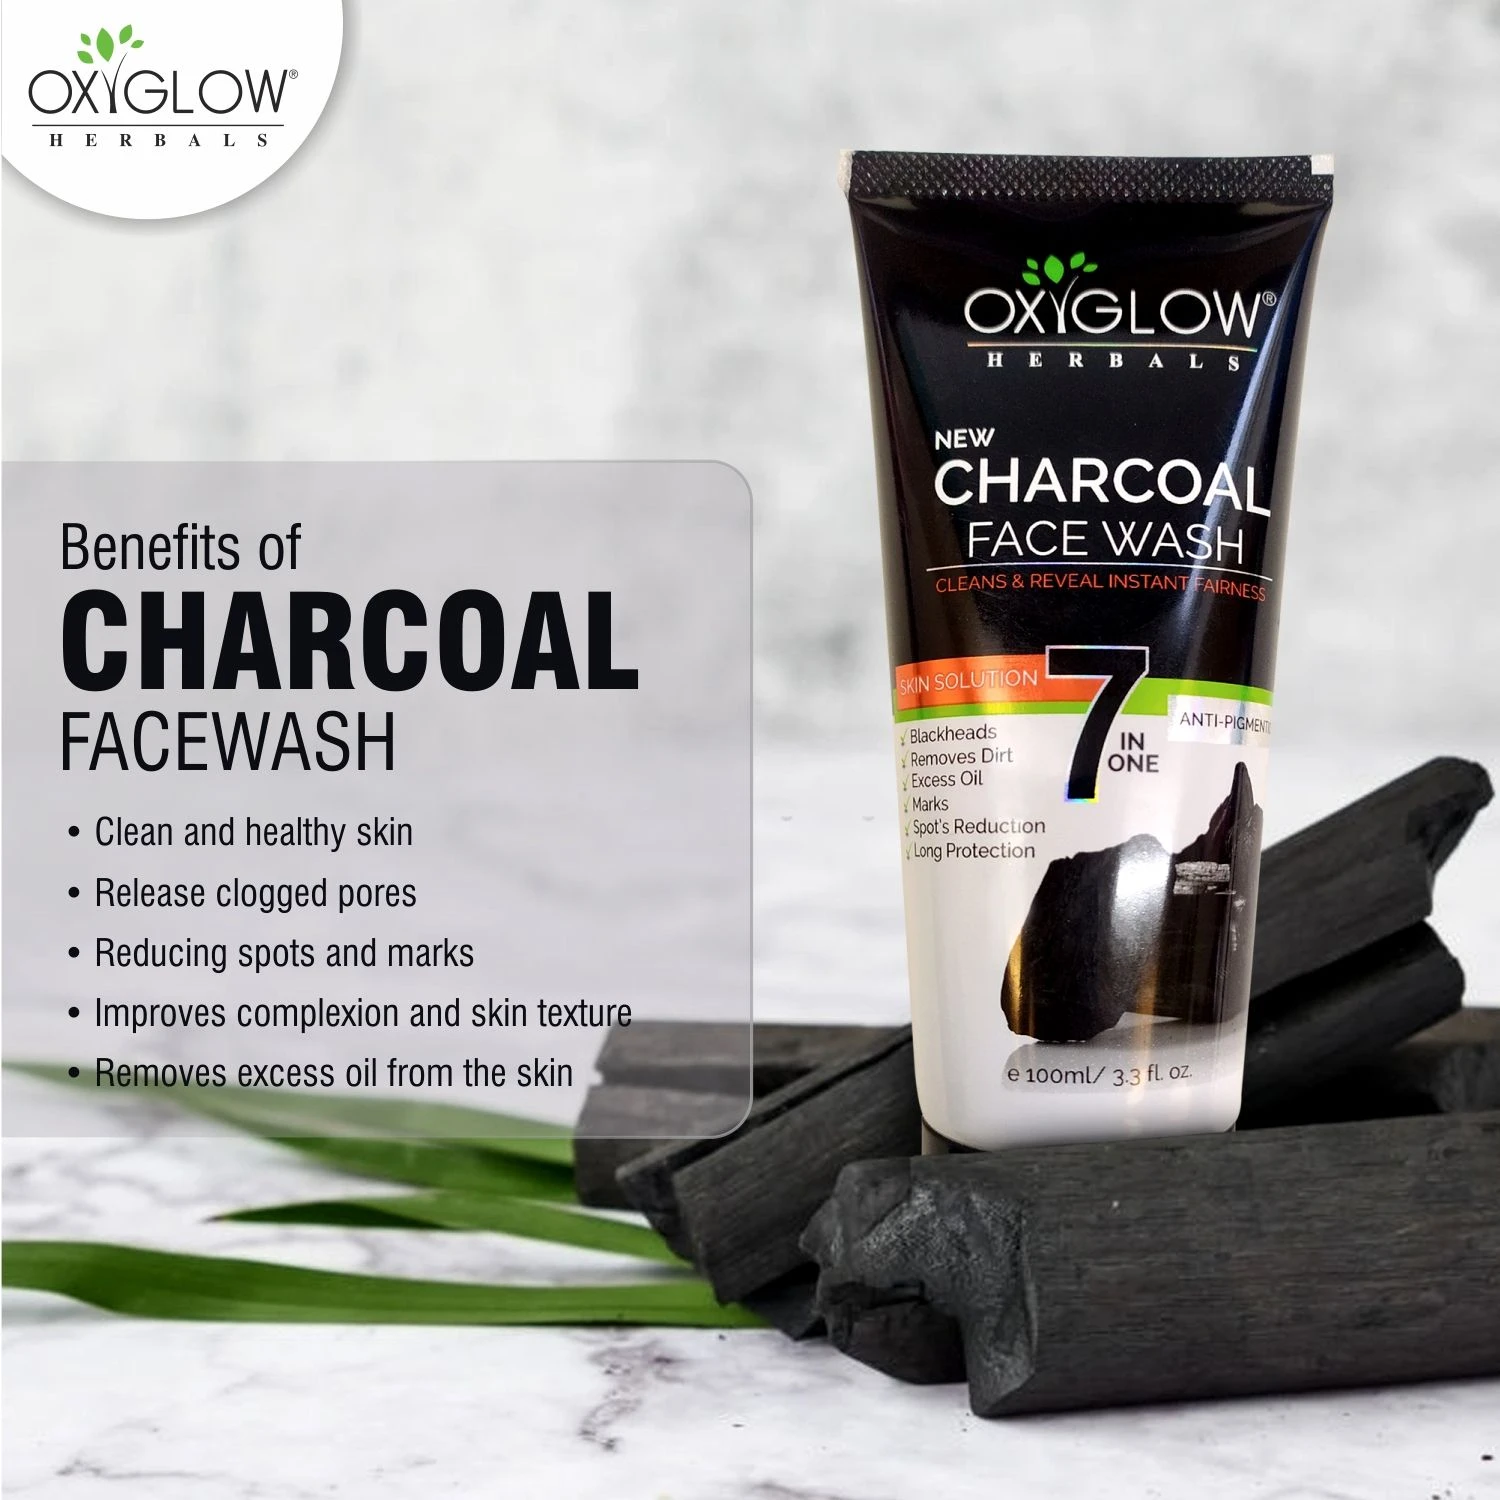 OXYGLOW®
HERBALS
Benefits of
CHARCOAL
FACEWASH
• Clean and healthy skin
• Release clogged pores
• Reducing spots and marks
• Improves complexion and skin texture
• Removes excess oil from the skin
OXYGLOW®
HERBALS
NEW
CHARCOAL
FACE WASH
CLEANS & REVEAL INSTANT FAIRNESS
SKIN SOLUTION
7
IN
ONE
ANTI-PIGMENT
✓ Blackheads
✓ Removes Dirt
✓ Excess Oil
✓ Marks
✓ Spot's Reduction
✓ Long Protection
e 100ml/ 3.3 fl. oz.